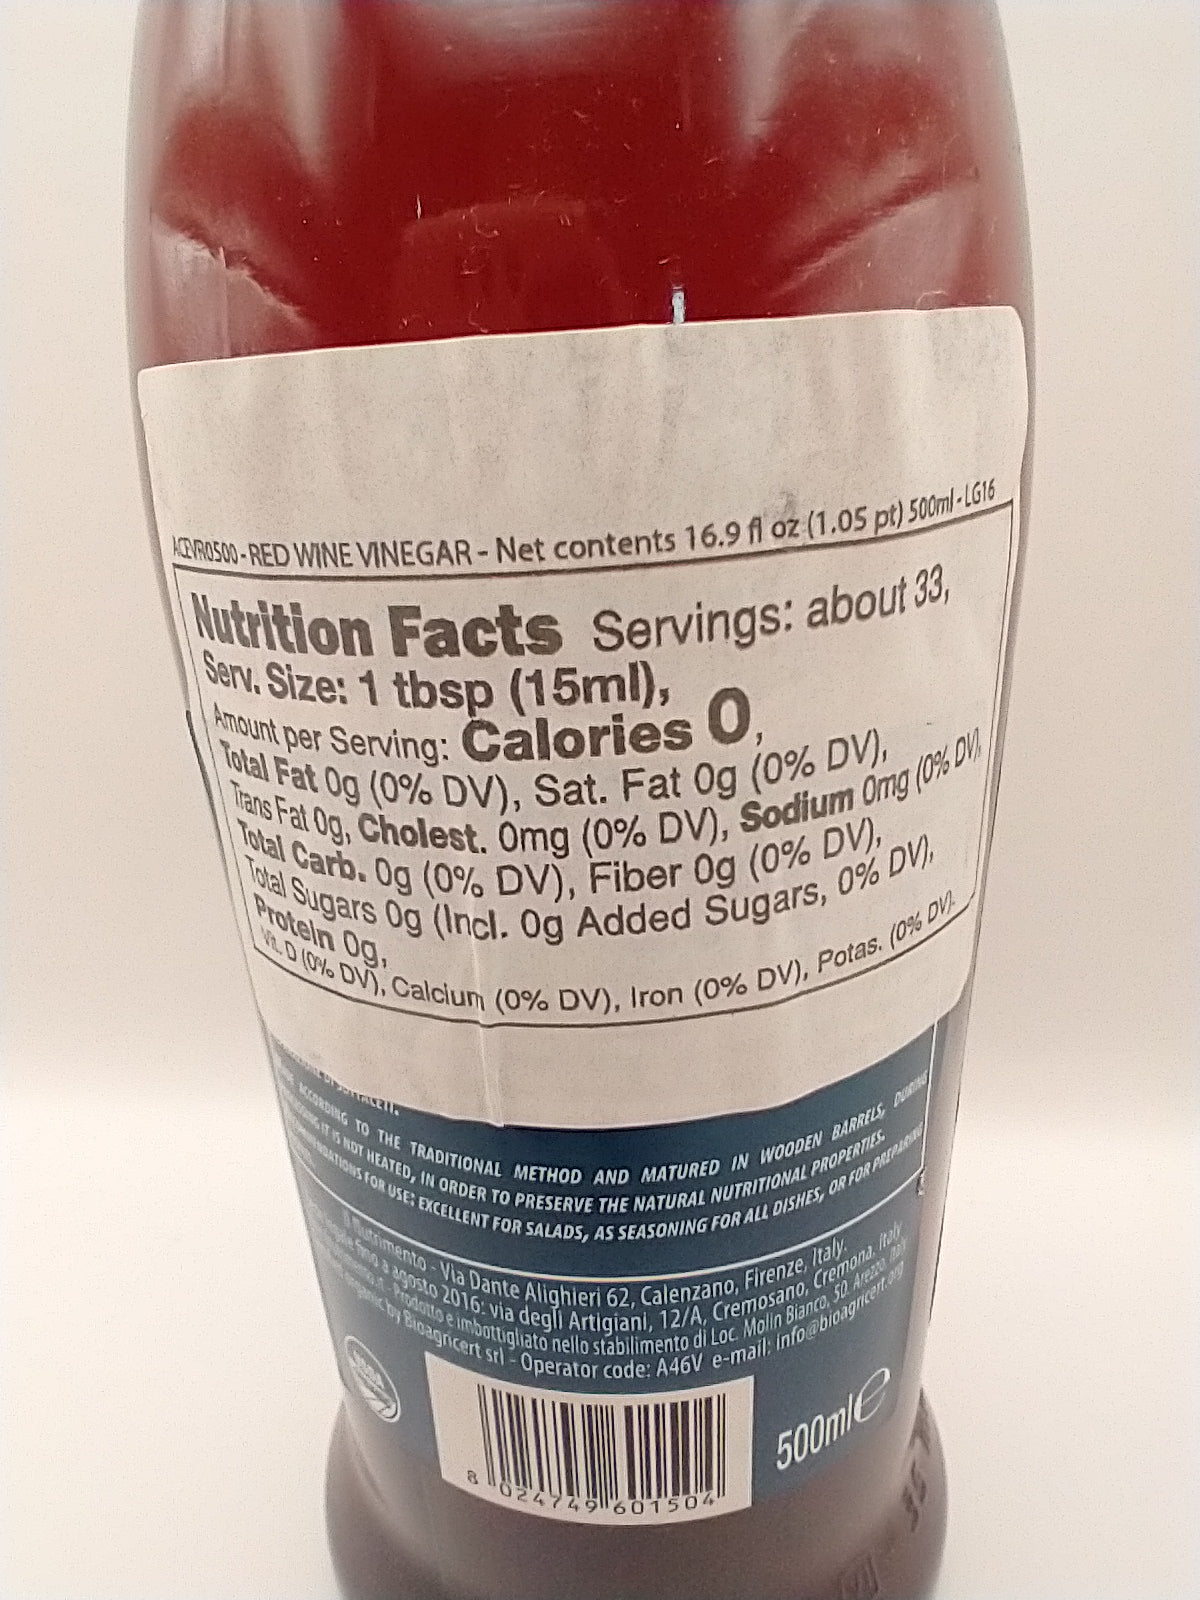 ACEVRO500 - RED WINE VINEGAR - Net contents 16.9 fl oz (1.05 pt) 500ml - LG16
Nutrition Facts Servings: about 33,
Serv. Size: 1 tbsp (15ml),
Amount per Serving: Calories 0,
Total Fat 0g (0% DV), Sat. Fat 0g (0% DV),
Trans Fat 0g, Cholest. 0mg (0% DV), Sodium 0mg (0% DV),
Total Carb. 0g (0% DV), Fiber 0g (0% DV),
Total Sugars 0g (Incl. 0g Added Sugars, 0% DV),
Protein 0g,
Vit. D (0% DV), Calcium (0% DV), Iron (0% DV), Potas. (0% DV).
ACCORDING TO THE TRADITIONAL METHOD AND MATURED IN WOODEN BARRELS, DURING
IT IS NOT HEATED, IN ORDER TO PRESERVE THE NATURAL NUTRITIONAL PROPERTIES.
FOR USE: EXCELLENT FOR SALADS, AS SEASONING FOR ALL DISHES, OR FOR PREPARING
Il Nutrimento - Via Dante Alighieri 62, Calenzano, Firenze, Italy.
fino a agosto 2016: via degli Artigiani, 12/A, Cremosano, Cremona, Italy
Prodotto e imbottigliato nello stabilimento di Loc. Molin Bianco, 50, Arezzo, Italy
organic by Bioagricert srl - Operator code: A46V e-mail: info@bioagricert.org
USDA
8 024749 601504
500ml e